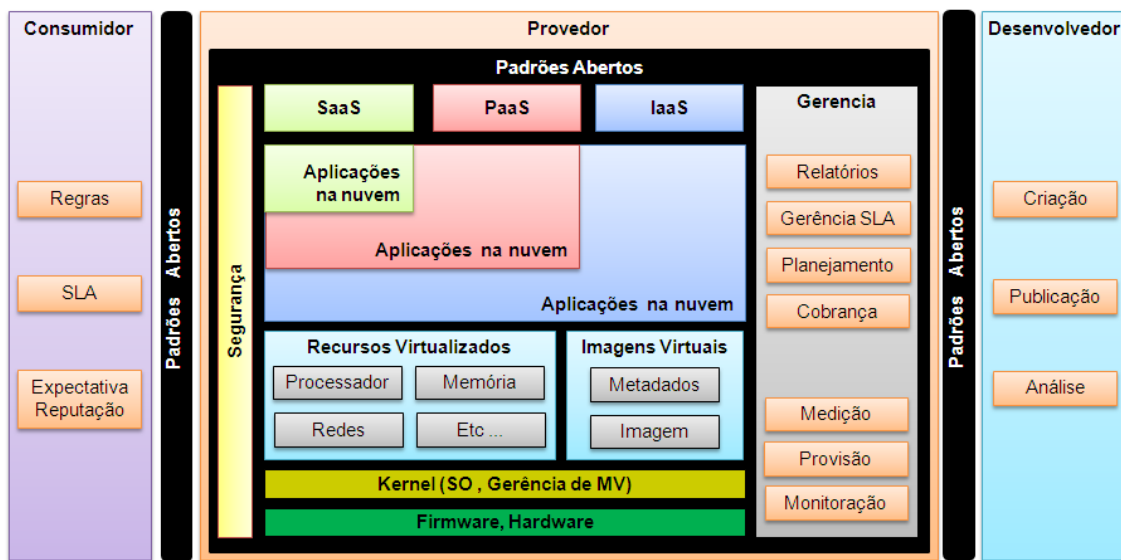 Consumidor
Regras
SLA
Expectativa
Reputação
Padrões Abertos
Provedor
Padrões Abertos
Segurança
SaaS
PaaS
IaaS
Aplicações
na nuvem
Aplicações na nuvem
Aplicações na nuvem
Recursos Virtualizados
Processador
Memória
Redes
Etc ...
Imagens Virtuais
Metadados
Imagem
Kernel (SO , Gerência de MV)
Firmware, Hardware
Gerencia
Relatórios
Gerência SLA
Planejamento
Cobrança
Medição
Provisão
Monitoração
Padrões Abertos
Desenvolvedor
Criação
Publicação
Análise